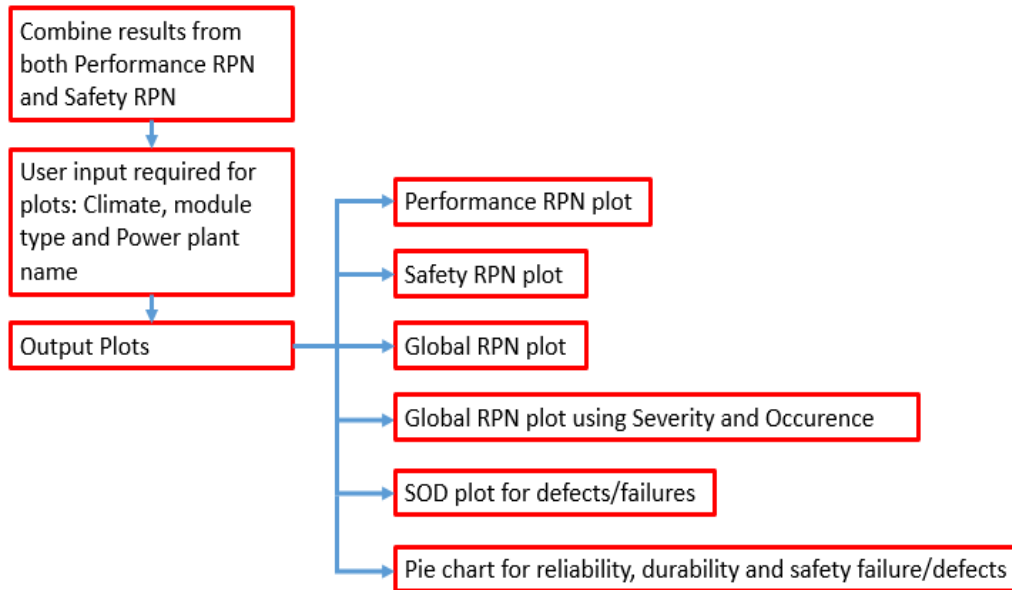 Combine results from
both Performance RPN
and Safety RPN
User input required for
plots: Climate, module
type and Power plant
name
Output Plots
Performance RPN plot
Safety RPN plot
Global RPN plot
Global RPN plot using Severity and Occurence
SOD plot for defects/failures
Pie chart for reliability, durability and safety failure/defects